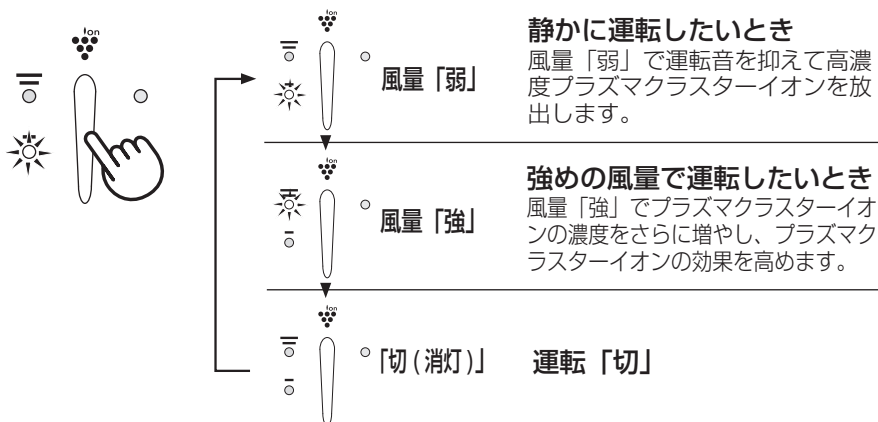 ion
ion
風量「弱」
静かに運転したいとき
風量「弱」で運転音を抑えて高濃
度プラズマクラスターイオンを放
出します。
ion
風量「強」
強めの風量で運転したいとき
風量「強」でプラズマクラスターイオ
ンの濃度をさらに増やし、プラズマク
ラスターイオンの効果を高めます。
ion
「切(消灯)」
運転「切」